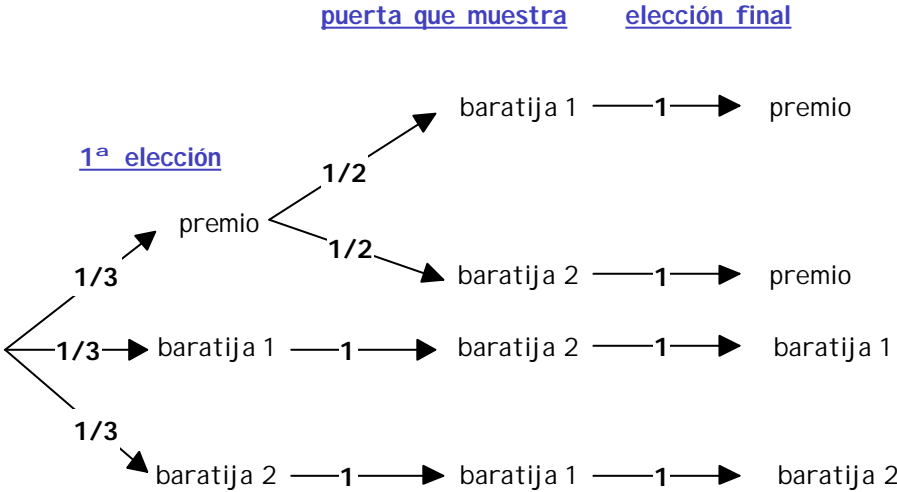 puerta que muestra elección final
baratija 1 1 premio
1ª elección
1/2
premio
1/2
1/3 baratija 2 1 premio
1/3 baratija 1 1 baratija 2 1 baratija 1
1/3
baratija 2 1 baratija 1 1 baratija 2